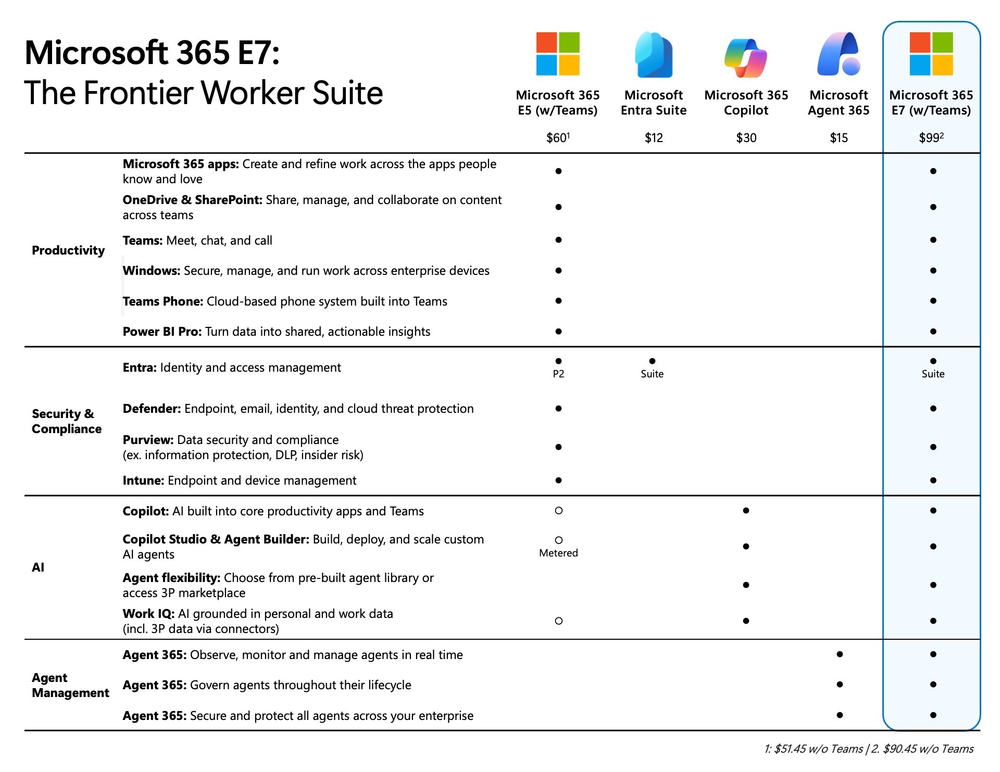 Microsoft 365 E7:
The Frontier Worker Suite
Microsoft 365
E5 (w/Teams)
$60¹
Microsoft
Entra Suite
$12
Microsoft 365
Copilot
$30
Microsoft
Agent 365
$15
Microsoft 365
E7 (w/Teams)
$99²
Productivity
Microsoft 365 apps: Create and refine work across the apps people
know and love
OneDrive & SharePoint: Share, manage, and collaborate on content
across teams
Teams: Meet, chat, and call
Windows: Secure, manage, and run work across enterprise devices
Teams Phone: Cloud-based phone system built into Teams
Power BI Pro: Turn data into shared, actionable insights
Security &
Compliance
Entra: Identity and access management
P2
Suite
Suite
Defender: Endpoint, email, identity, and cloud threat protection
Purview: Data security and compliance
(ex. information protection, DLP, insider risk)
Intune: Endpoint and device management
AI
Copilot: AI built into core productivity apps and Teams
Copilot Studio & Agent Builder: Build, deploy, and scale custom
AI agents
Metered
Agent flexibility: Choose from pre-built agent library or
access 3P marketplace
Work IQ: AI grounded in personal and work data
(incl. 3P data via connectors)
Agent
Management
Agent 365: Observe, monitor and manage agents in real time
Agent 365: Govern agents throughout their lifecycle
Agent 365: Secure and protect all agents across your enterprise
1: $51.45 w/o Teams | 2. $90.45 w/o Teams